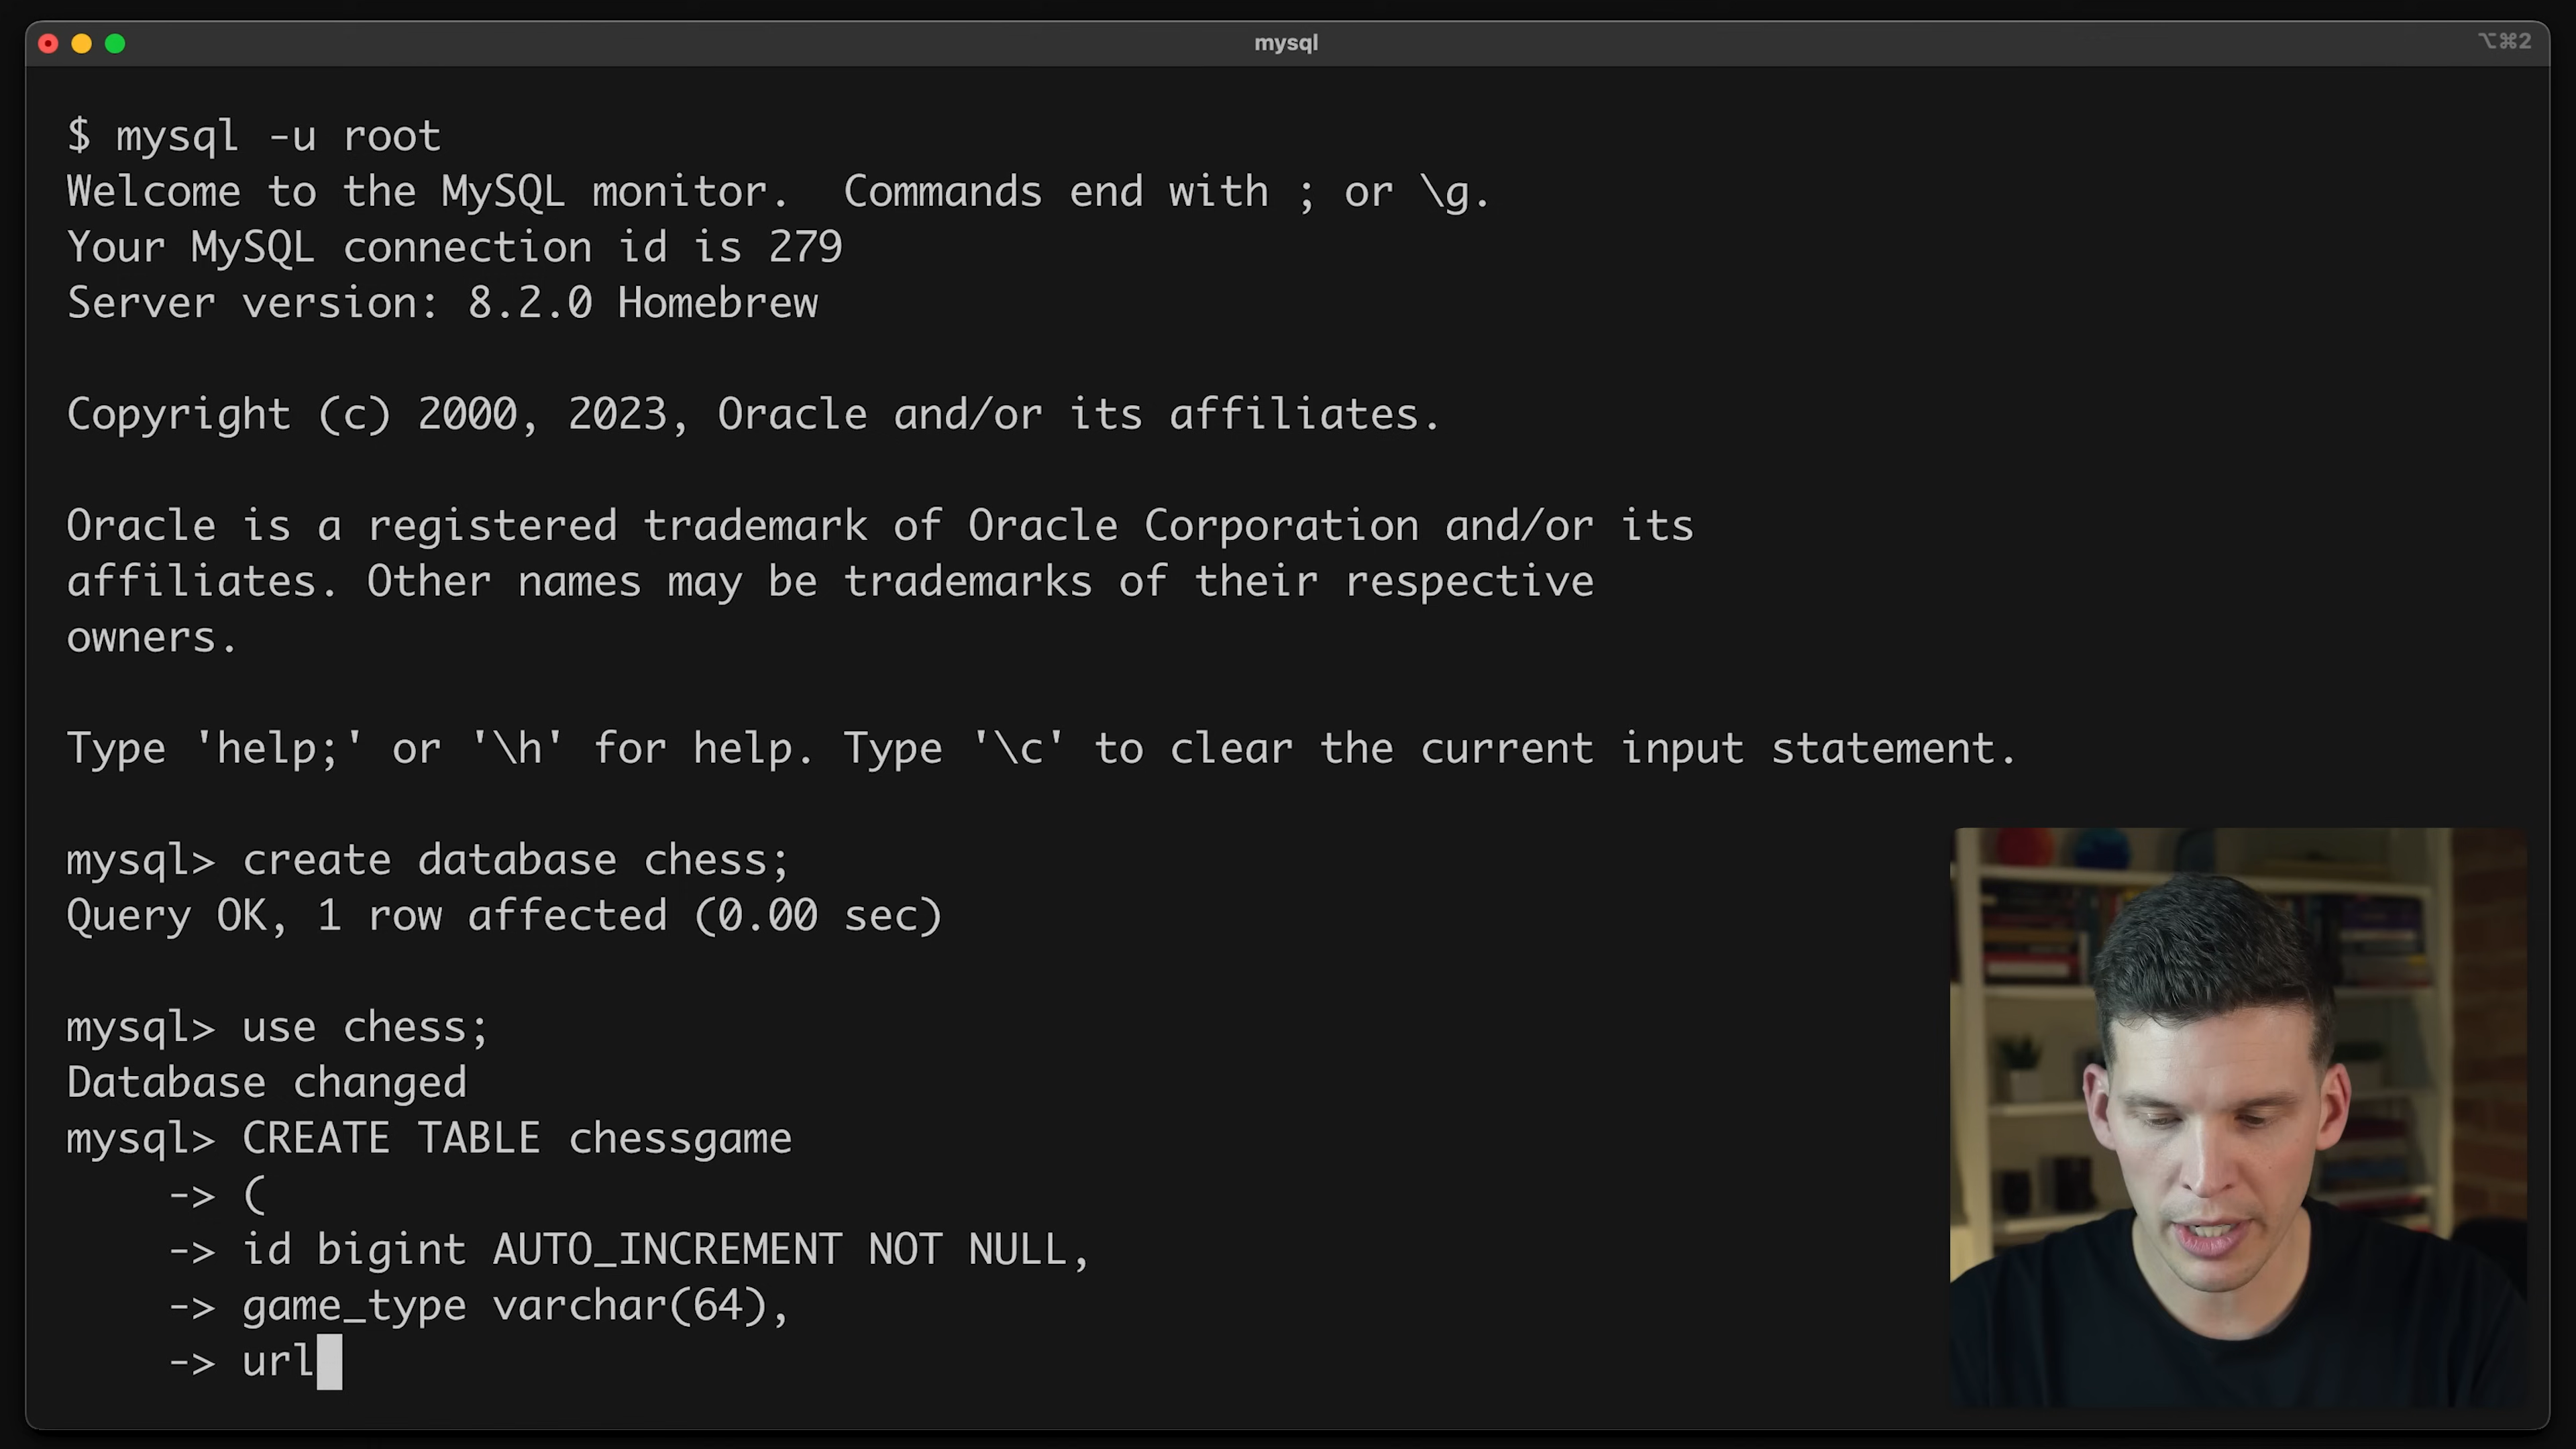 mysql
⌥⌘2
$ mysql -u root
Welcome to the MySQL monitor.  Commands end with ; or \g.
Your MySQL connection id is 279
Server version: 8.2.0 Homebrew
Copyright (c) 2000, 2023, Oracle and/or its affiliates.
Oracle is a registered trademark of Oracle Corporation and/or its
affiliates. Other names may be trademarks of their respective
owners.
Type 'help;' or '\h' for help. Type '\c' to clear the current input statement.
mysql> create database chess;
Query OK, 1 row affected (0.00 sec)
mysql> use chess;
Database changed
mysql> CREATE TABLE chessgame
-> (
-> id bigint AUTO_INCREMENT NOT NULL,
-> game_type varchar(64),
-> url